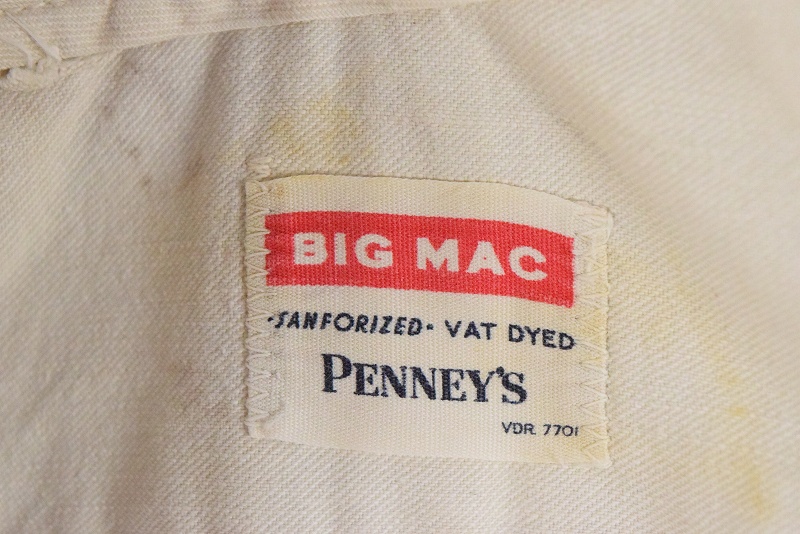 BIG MAC
•SANFORIZED• VAT DYED
PENNEY'S
VDR. 7701